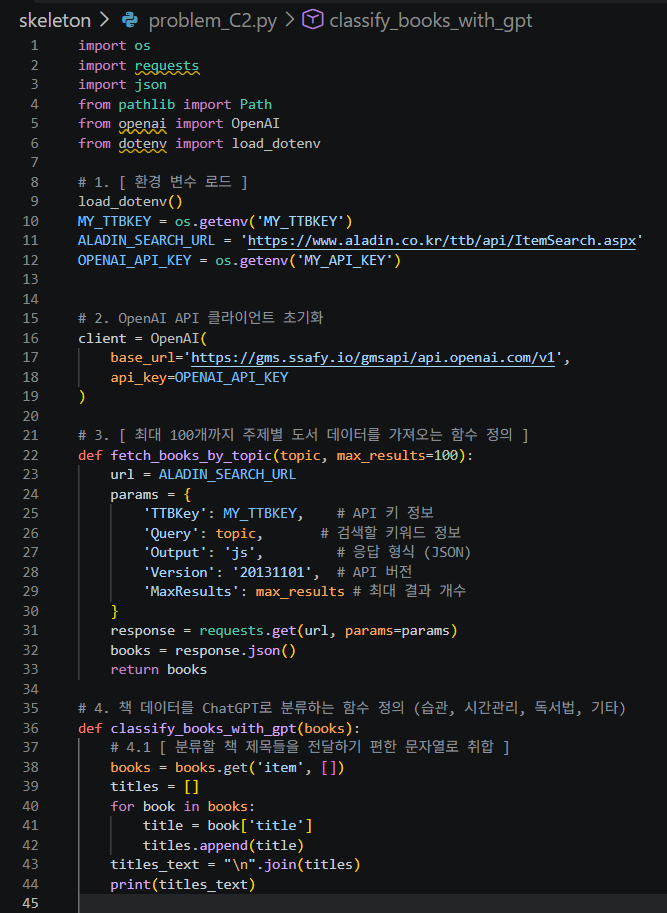 skeleton > problem_C2.py > classify_books_with_gpt
1 import os
2 import requests
3 import json
4 from pathlib import Path
5 from openai import OpenAI
6 from dotenv import load_dotenv
7
8 # 1. [ 환경 변수 로드 ]
9 load_dotenv()
10 MY_TTBKEY = os.getenv('MY_TTBKEY')
11 ALADIN_SEARCH_URL = 'https://www.aladin.co.kr/ttb/api/ItemSearch.aspx'
12 OPENAI_API_KEY = os.getenv('MY_API_KEY')
13
14
15 # 2. OpenAI API 클라이언트 초기화
16 client = OpenAI(
17     base_url='https://gms.ssafy.io/gmsapi/api.openai.com/v1',
18     api_key=OPENAI_API_KEY
19 )
20
21 # 3. [ 최대 100개까지 주제별 도서 데이터를 가져오는 함수 정의 ]
22 def fetch_books_by_topic(topic, max_results=100):
23     url = ALADIN_SEARCH_URL
24     params = {
25         'TTBKey': MY_TTBKEY,    # API 키 정보
26         'Query': topic,       # 검색할 키워드 정보
27         'Output': 'js',         # 응답 형식 (JSON)
28         'Version': '20131101',  # API 버전
29         'MaxResults': max_results # 최대 결과 개수
30     }
31     response = requests.get(url, params=params)
32     books = response.json()
33     return books
34
35 # 4. 책 데이터를 ChatGPT로 분류하는 함수 정의 (습관, 시간관리, 독서법, 기타)
36 def classify_books_with_gpt(books):
37     # 4.1 [ 분류할 책 제목들을 전달하기 편한 문자열로 취합 ]
38     books = books.get('item', [])
39     titles = []
40     for book in books:
41         title = book['title']
42         titles.append(title)
43     titles_text = "\n".join(titles)
44     print(titles_text)
45